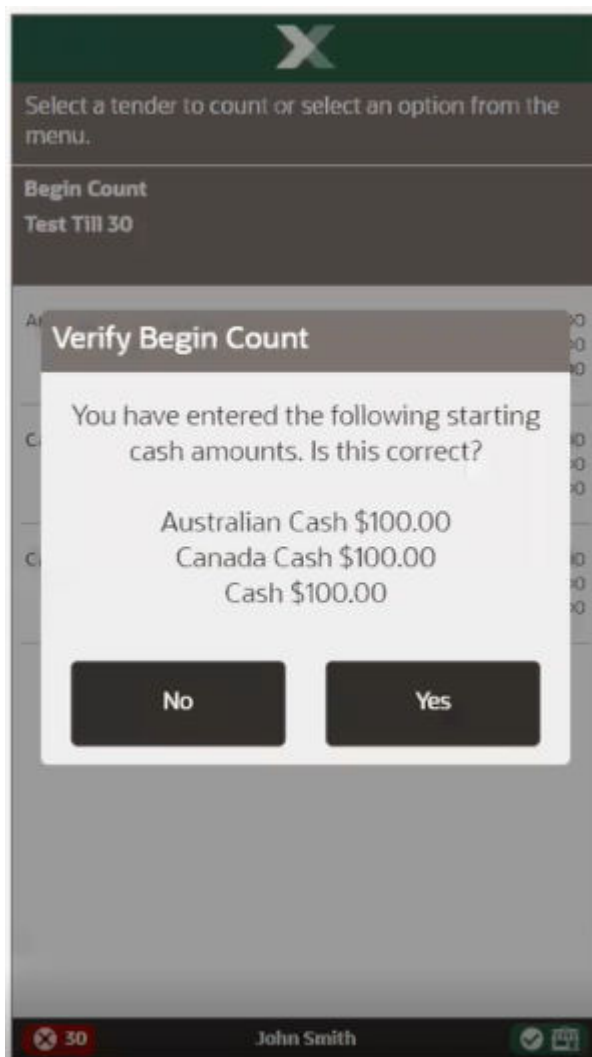 Select a tender to count or select an option from the
menu.
Begin Count
Test Till 30
Verify Begin Count
You have entered the following starting
cash amounts. Is this correct?
Australian Cash $100.00
Canada Cash $100.00
Cash $100.00
No
Yes
30
John Smith